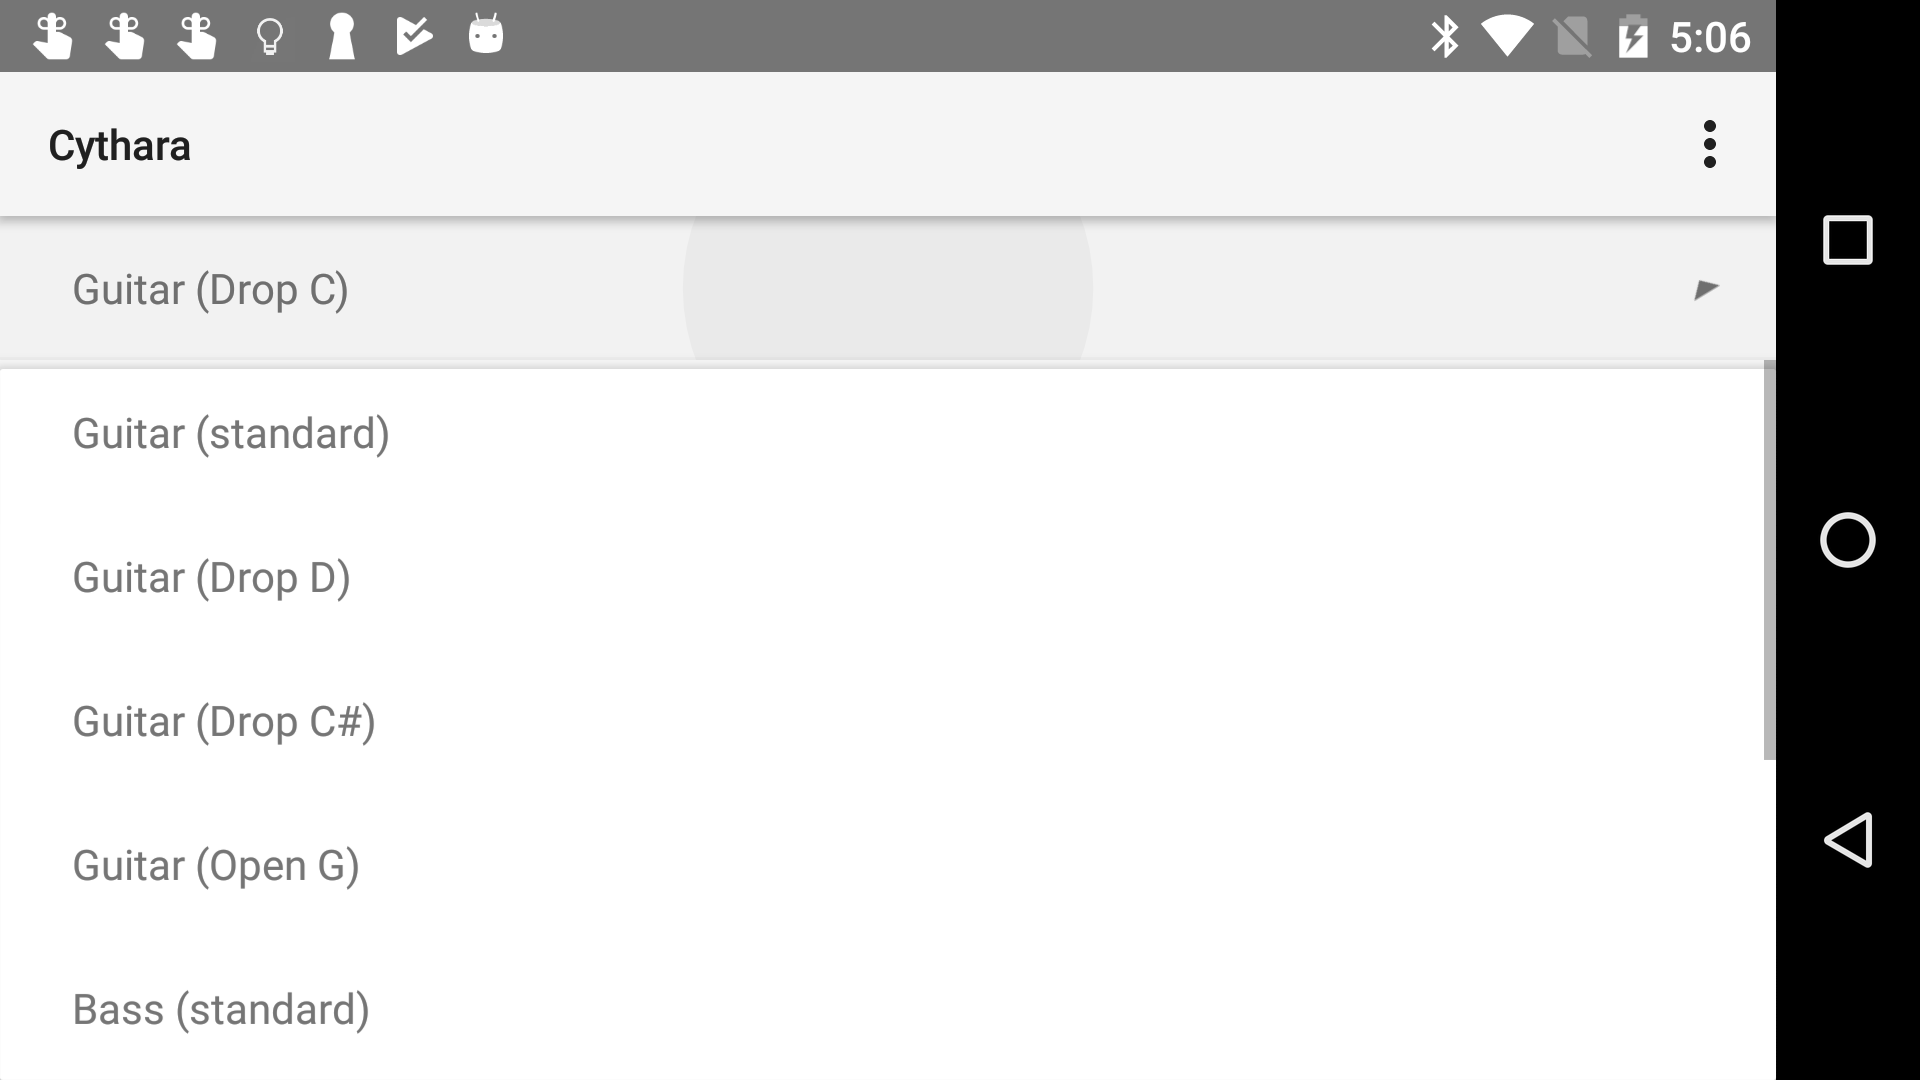 5:06
Cythara
Guitar (Drop C)
Guitar (standard)
Guitar (Drop D)
Guitar (Drop C#)
Guitar (Open G)
Bass (standard)